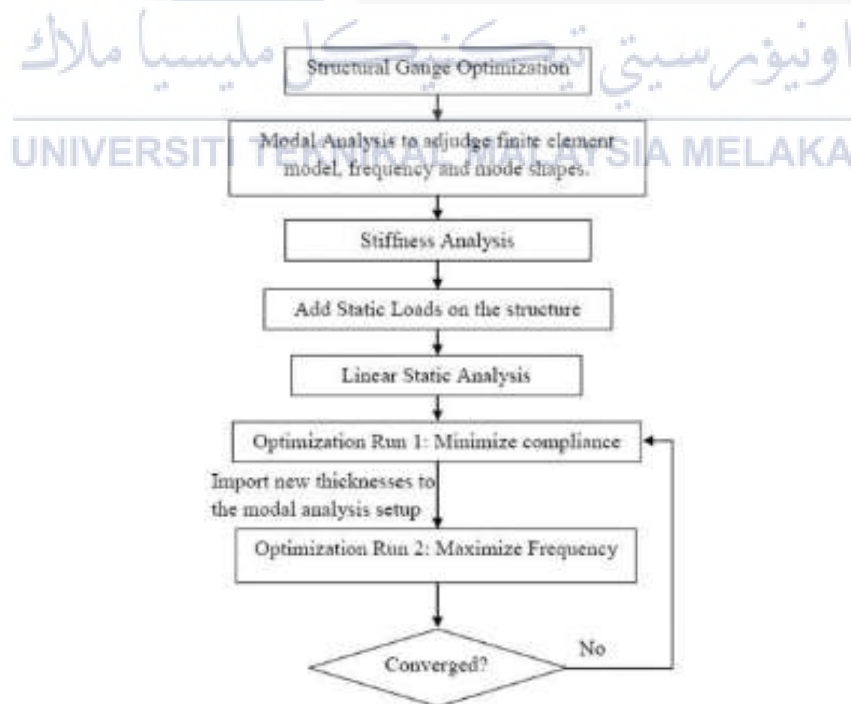 اونيۏرسيتي تيكنيكل مليسيا ملاك
Structural Gauge Optimization
UNIVERSITI TEKNIKAL MALAYSIA MELAKA
Modal Analysis to adjudge finite element
model, frequency and mode shapes.
Stiffness Analysis
Add Static Loads on the structure
Linear Static Analysis
Optimization Run 1: Minimize compliance
Import new thicknesses to
the modal analysis setup
Optimization Run 2: Maximize Frequency
Converged?
No